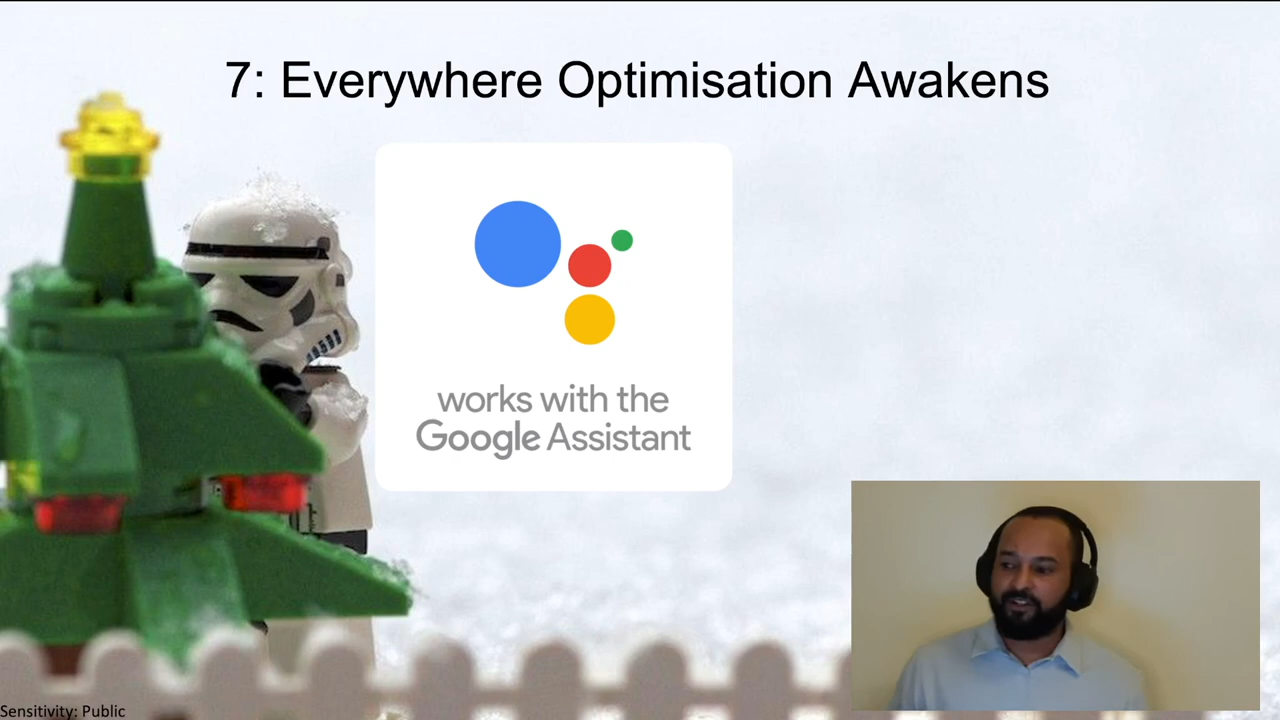 7: Everywhere Optimisation Awakens
works with the
Google Assistant
Sensitivity: Public